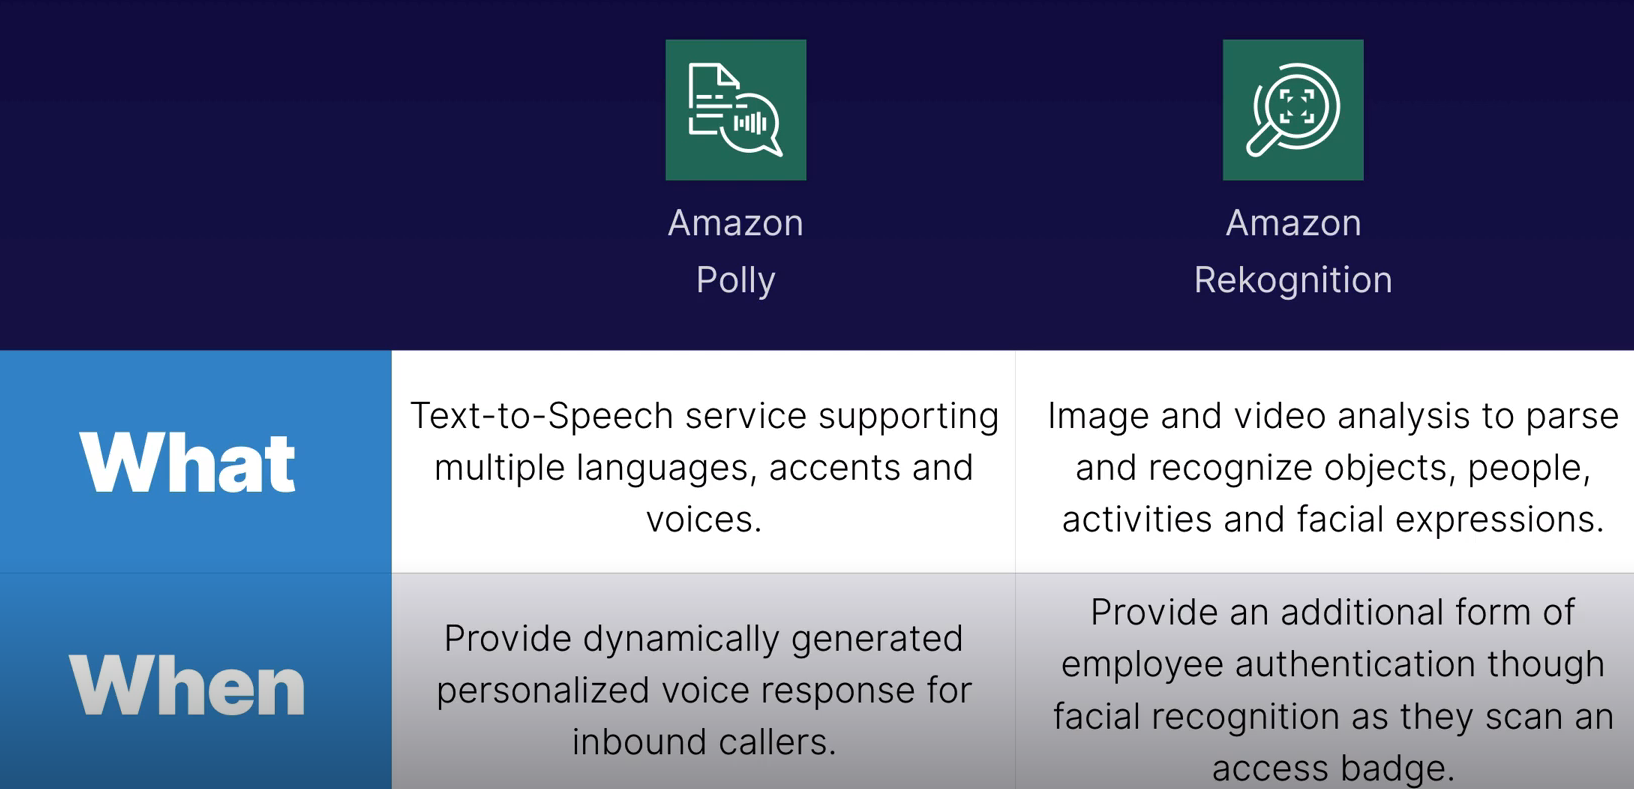 Amazon
Polly
Amazon
Rekognition
What
Text-to-Speech service supporting
multiple languages, accents and
voices.
Image and video analysis to parse
and recognize objects, people,
activities and facial expressions.
When
Provide dynamically generated
personalized voice response for
inbound callers.
Provide an additional form of
employee authentication though
facial recognition as they scan an
access badge.